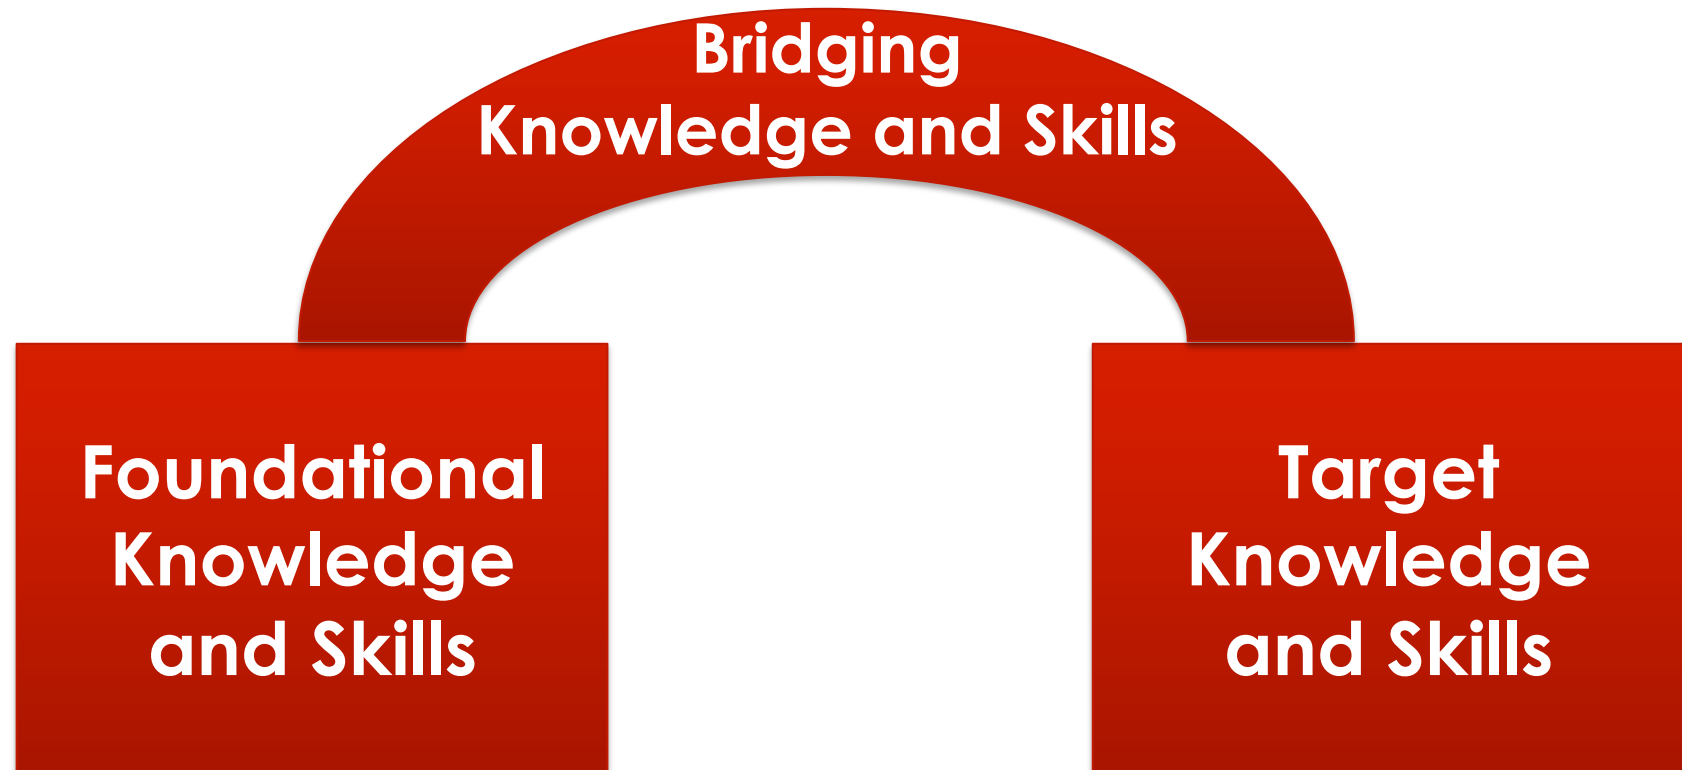 Bridging
Knowledge and Skills
Foundational
Knowledge
and Skills
Target
Knowledge
and Skills